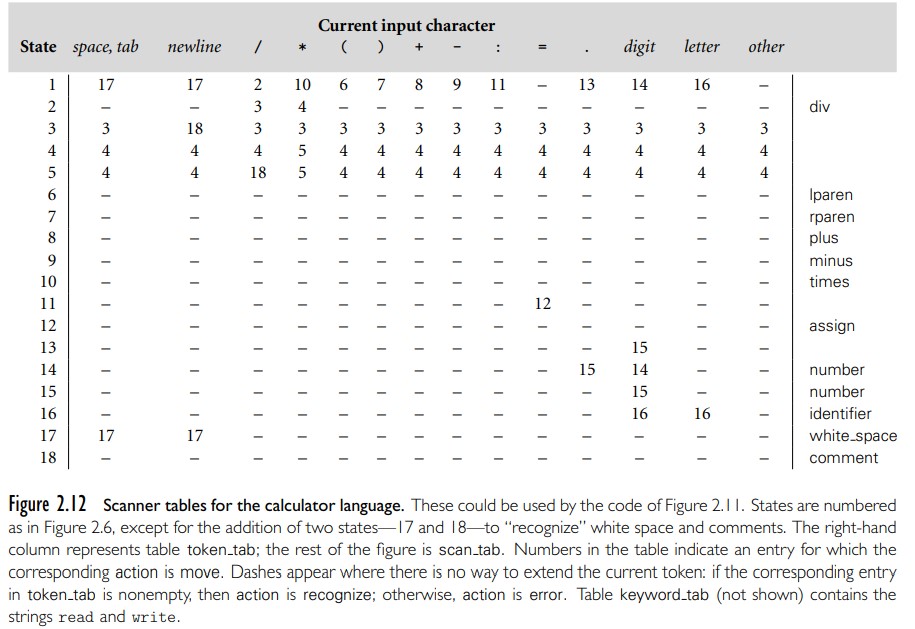 Current input character
State space, tab newline / * ( ) + – : = . digit letter other
1 17 17 2 10 6 7 8 9 11 – 13 14 16 –
2 – – 3 4 – – – – – – – – – – div
3 3 18 3 3 3 3 3 3 3 3 3 3 3 3
4 4 4 4 5 4 4 4 4 4 4 4 4 4 4
5 4 4 18 5 4 4 4 4 4 4 4 4 4 4
6 – – – – – – – – – – – – – – lparen
7 – – – – – – – – – – – – – – rparen
8 – – – – – – – – – – – – – – plus
9 – – – – – – – – – – – – – – minus
10 – – – – – – – – – – – – – – times
11 – – – – – – – – – 12 – – – –
12 – – – – – – – – – – – – – – assign
13 – – – – – – – – – – – 15 – –
14 – – – – – – – – – – 15 14 – – number
15 – – – – – – – – – – – 15 – – number
16 – – – – – – – – – – – 16 16 – identifier
17 17 17 – – – – – – – – – – – – white_space
18 – – – – – – – – – – – – – – comment
Figure 2.12 Scanner tables for the calculator language. These could be used by the code of Figure 2.11. States are numbered
as in Figure 2.6, except for the addition of two states—17 and 18—to “recognize” white space and comments. The right-hand
column represents table token_tab; the rest of the figure is scan_tab. Numbers in the table indicate an entry for which the
corresponding action is move. Dashes appear where there is no way to extend the current token: if the corresponding entry
in token_tab is nonempty, then action is recognize; otherwise, action is error. Table keyword_tab (not shown) contains the
strings read and write.